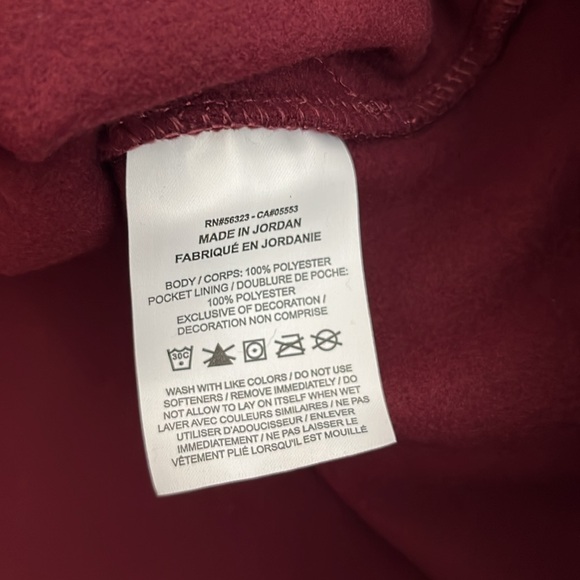 RN#56323 - CA#05553
MADE IN JORDAN
FABRIQUÉ EN JORDANIE
BODY / CORPS: 100% POLYESTER
POCKET LINING / DOUBLURE DE POCHE:
100% POLYESTER
EXCLUSIVE OF DECORATION /
DECORATION NON COMPRISE
30C
WASH WITH LIKE COLORS / DO NOT USE
SOFTENERS / REMOVE IMMEDIATELY / DO
NOT ALLOW TO LAY ON ITSELF WHEN WET
LAVER AVEC COULEURS SIMILAIRES / NE PAS
UTILISER D'ADOUCISSEUR / ENLEVER
IMMEDIATEMENT / NE PAS LAISSER LE
VÊTEMENT PLIÉ LORSQU'IL EST MOUILLÉ